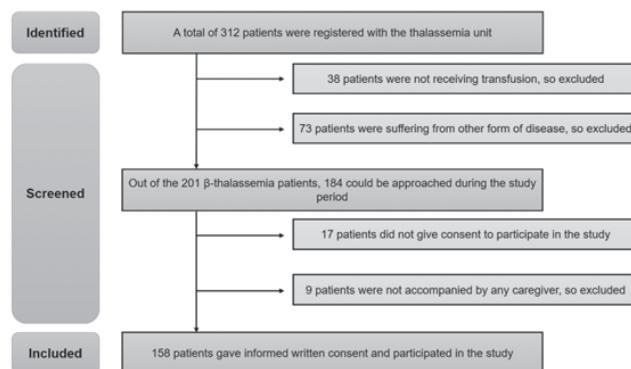 Identified
A total of 312 patients were registered with the thalassemia unit
38 patients were not receiving transfusion, so excluded
73 patients were suffering from other form of disease, so excluded
Screened
Out of the 201 β-thalassemia patients, 184 could be approached during the study
period
17 patients did not give consent to participate in the study
9 patients were not accompanied by any caregiver, so excluded
Included
158 patients gave informed written consent and participated in the study